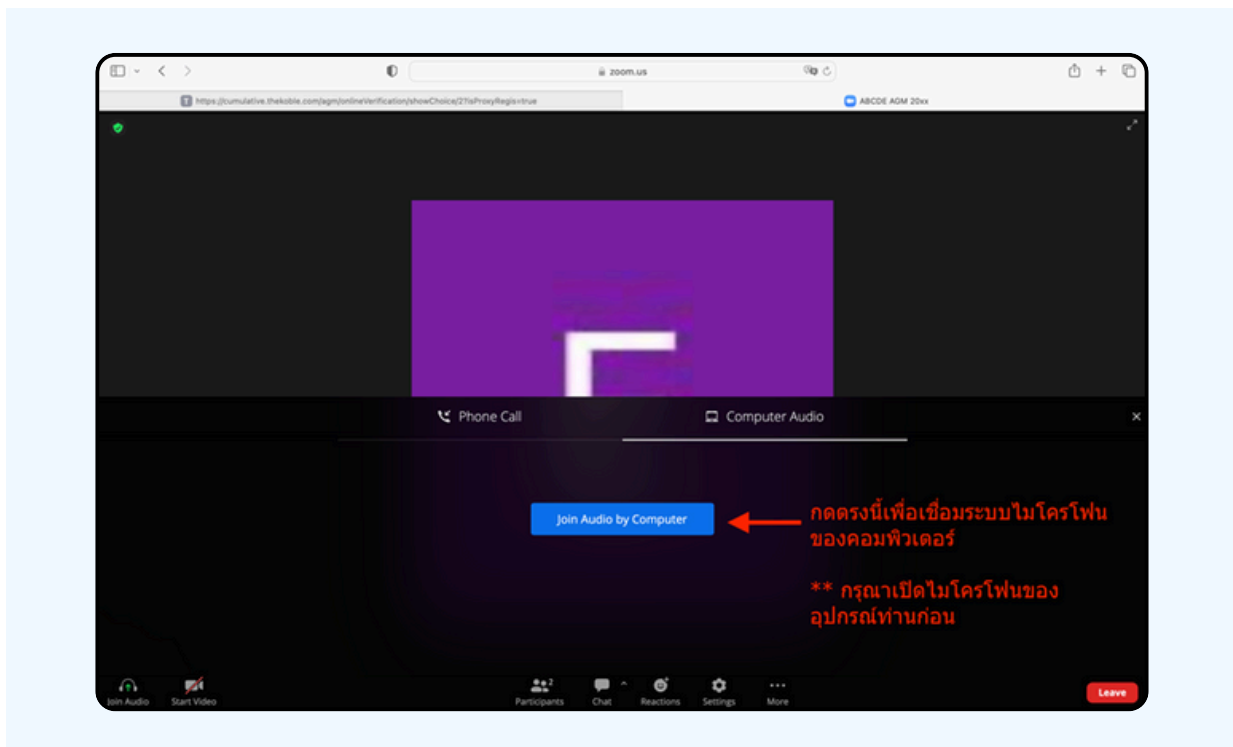 zoom.us
https://cumulative.thekoble.com/agm/onlineVerification/showChoice/2?isProxyRegis=true
ABCDE AGM 20xx
Phone Call
Computer Audio
Join Audio by Computer
กดตรงนี้เพื่อเชื่อมระบบไมโครโฟน
ของคอมพิวเตอร์
** กรุณาเปิดไมโครโฟนของ
อุปกรณ์ท่านก่อน
Join Audio
Start Video
2
Participants
Chat
Reactions
Settings
More
Leave